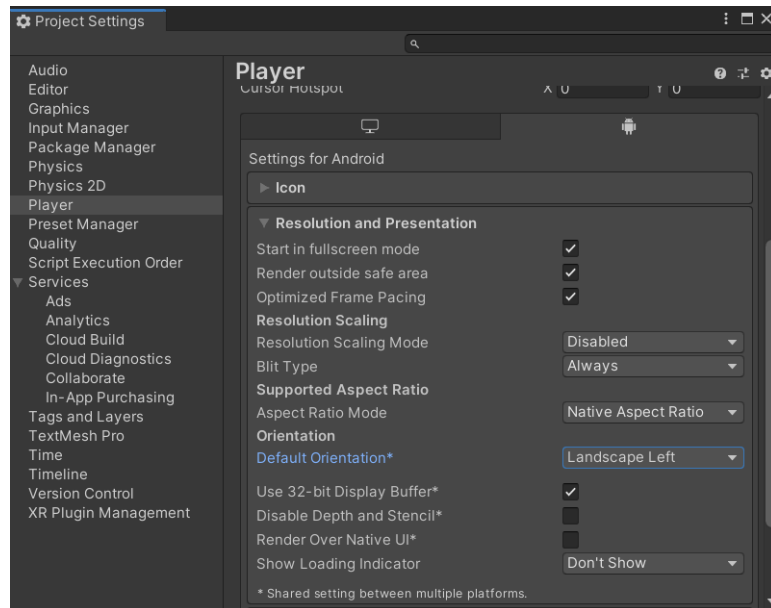 Project Settings
Audio
Editor
Graphics
Input Manager
Package Manager
Physics
Physics 2D
Player
Preset Manager
Quality
Script Execution Order
Services
Ads
Analytics
Cloud Build
Cloud Diagnostics
Collaborate
In-App Purchasing
Tags and Layers
TextMesh Pro
Time
Timeline
Version Control
XR Plugin Management
Player
Cursor Hotspot X 0 Y 0
Settings for Android
Icon
Resolution and Presentation
Start in fullscreen mode
Render outside safe area
Optimized Frame Pacing
Resolution Scaling
Resolution Scaling Mode Disabled
Blit Type Always
Supported Aspect Ratio
Aspect Ratio Mode Native Aspect Ratio
Orientation
Default Orientation* Landscape Left
Use 32-bit Display Buffer*
Disable Depth and Stencil*
Render Over Native UI*
Show Loading Indicator Don't Show
* Shared setting between multiple platforms.